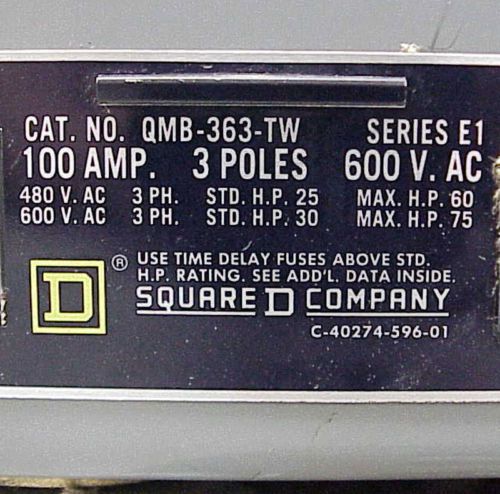 CAT. NO. QMB-363-TW SERIES E1
100 AMP. 3 POLES 600 V. AC
480 V. AC 3 PH. STD. H.P. 25 MAX. H.P. 60
600 V. AC 3 PH. STD. H.P. 30 MAX. H.P. 75
D ® USE TIME DELAY FUSES ABOVE STD.
H.P. RATING. SEE ADD'L. DATA INSIDE.
SQUARE D COMPANY
C-40274-596-01